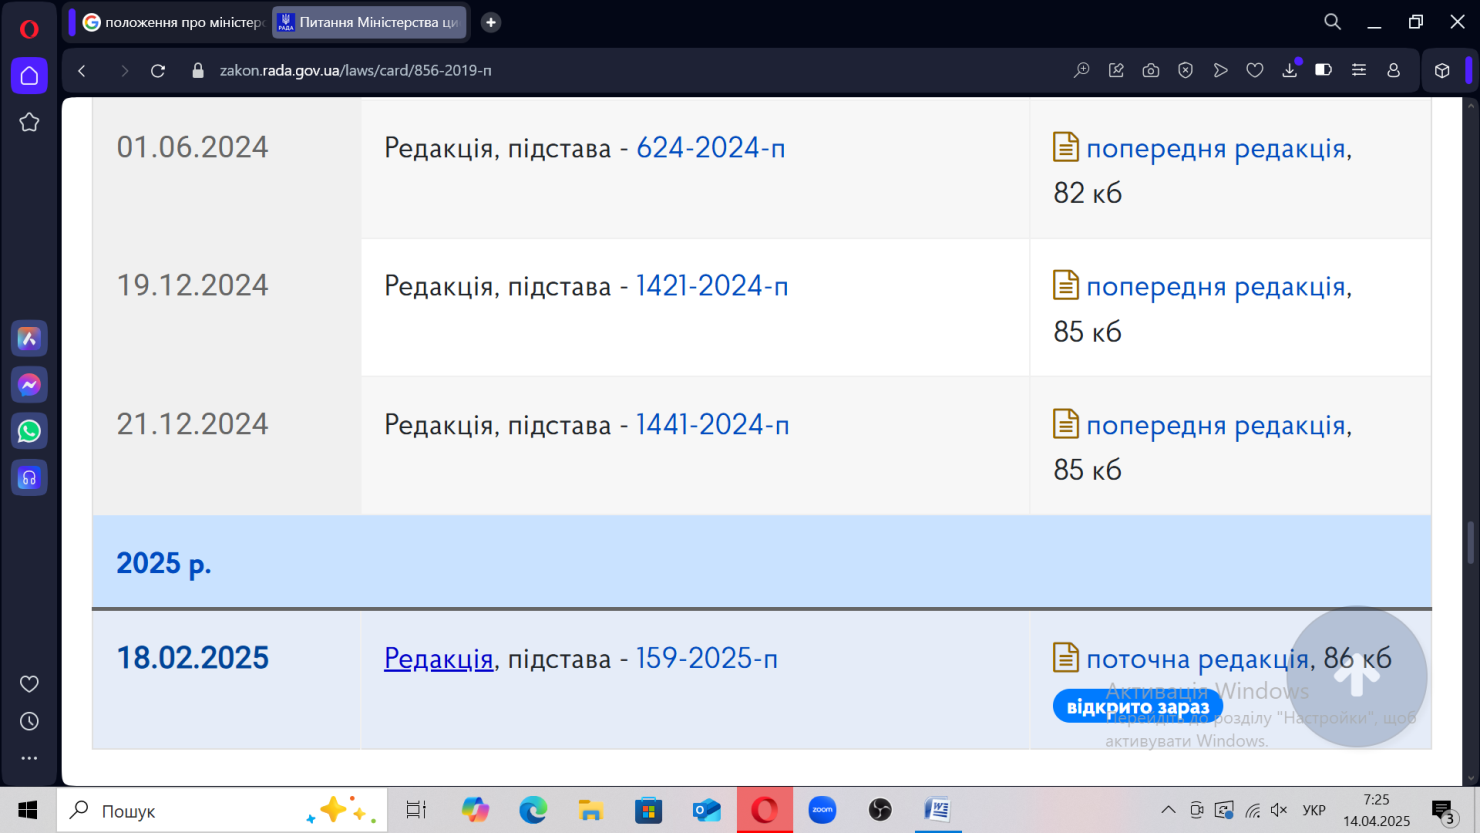 положення про міністер
Питання Міністерства ци
zakon.rada.gov.ua/laws/card/856-2019-п
01.06.2024
Редакція, підстава - 624-2024-п
попередня редакція,
82 кб
19.12.2024
Редакція, підстава - 1421-2024-п
попередня редакція,
85 кб
21.12.2024
Редакція, підстава - 1441-2024-п
попередня редакція,
85 кб
2025 р.
18.02.2025
Редакція, підстава - 159-2025-п
поточна редакція, 86 кб
відкрито зараз
Активація Windows
Перейдіть до розділу "Настройки", щоб
активувати Windows.
Пошук
zoom
УКР
7:25
14.04.2025
3